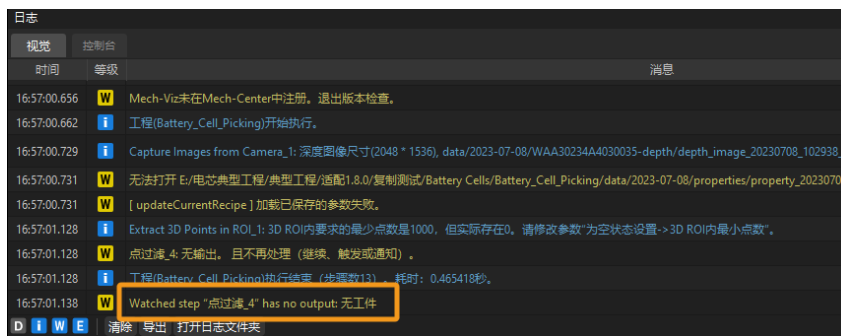 日志
视觉 控制台
时间 等级 消息
16:57:00.656 W Mech-Viz未在Mech-Center中注册。退出版本检查。
16:57:00.662 i 工程(Battery_Cell_Picking)开始执行。
16:57:00.729 i Capture Images from Camera_1: 深度图像尺寸(2048 * 1536), data/2023-07-08/WAA30234A4030035-depth/depth_image_20230708_102938_
16:57:00.731 W 无法打开 E:/电芯典型工程/典型工程/适配1.8.0/复制测试/Battery Cells/Battery_Cell_Picking/data/2023-07-08/properties/property_2023070
16:57:00.731 W [ updateCurrentRecipe ] 加载已保存的参数失败。
16:57:01.128 i Extract 3D Points in ROI_1: 3D ROI内要求的最少点数是1000，但实际存在0。请修改参数“为空状态设置->3D ROI内最小点数”。
16:57:01.128 W 点过滤_4: 无输出。 且不再处理（继续、触发或通知）。
16:57:01.128 i 工程(Battery_Cell_Picking)执行结束（步骤数13）。耗时：0.465418秒。
16:57:01.138 W Watched step "点过滤_4" has no output: 无工件
D i W E 清除 导出 打开日志文件夹